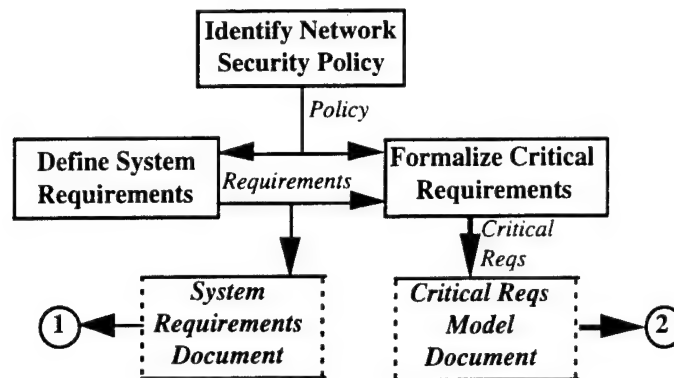 Identify Network
Security Policy
Policy
Define System
Requirements
Requirements
Formalize Critical
Requirements
Critical
Reqs
1
System
Requirements
Document
Critical Reqs
Model
Document
2